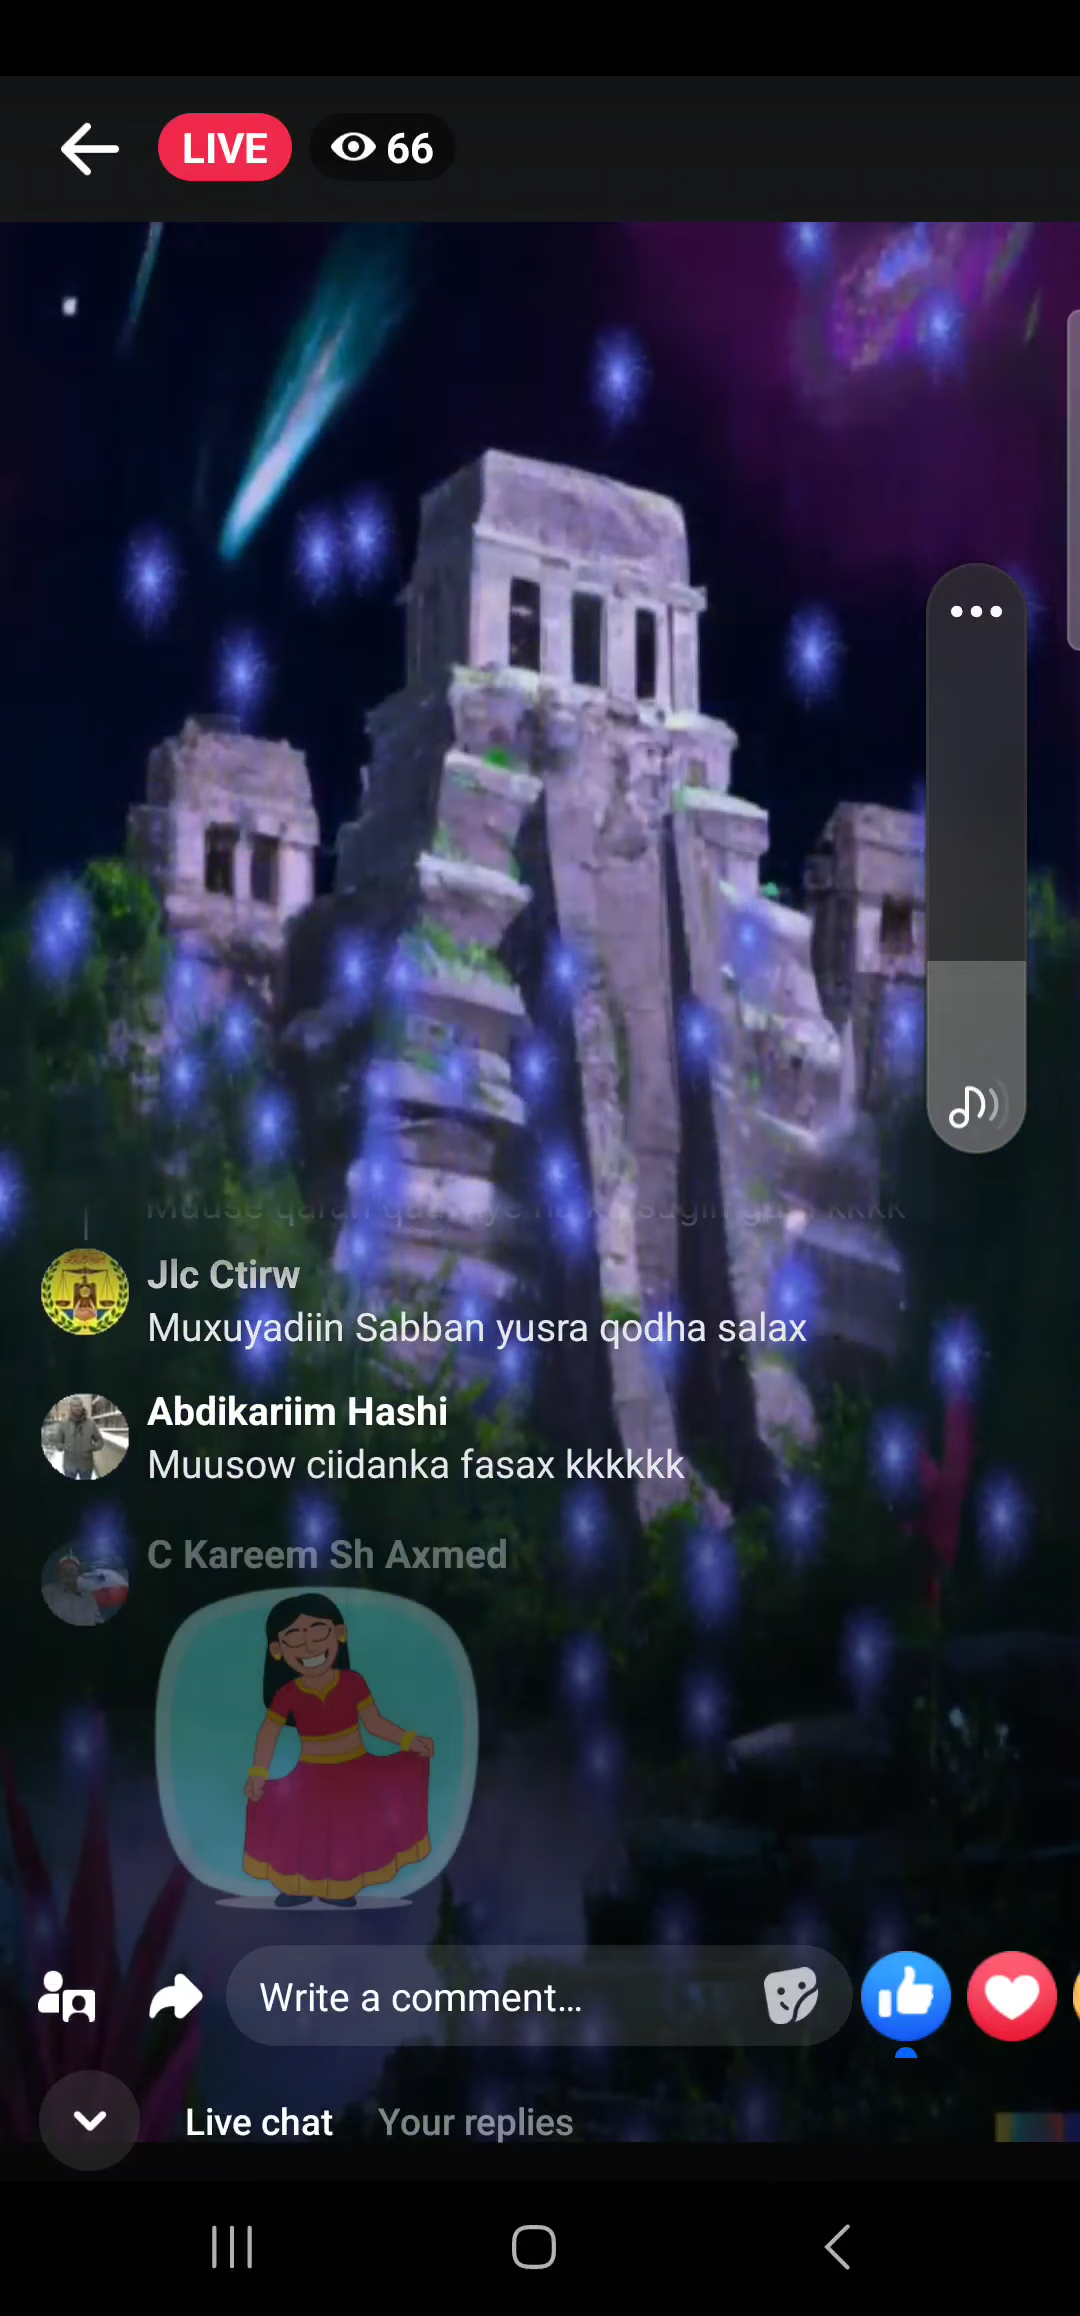 LIVE
66
Muuse
Jlc Ctirw
Muxuyadiin Sabban yusra qodha salax
Abdikariim Hashi
Muusow ciidanka fasax kkkkkk
C Kareem Sh Axmed
Write a comment...
Live chat
Your replies